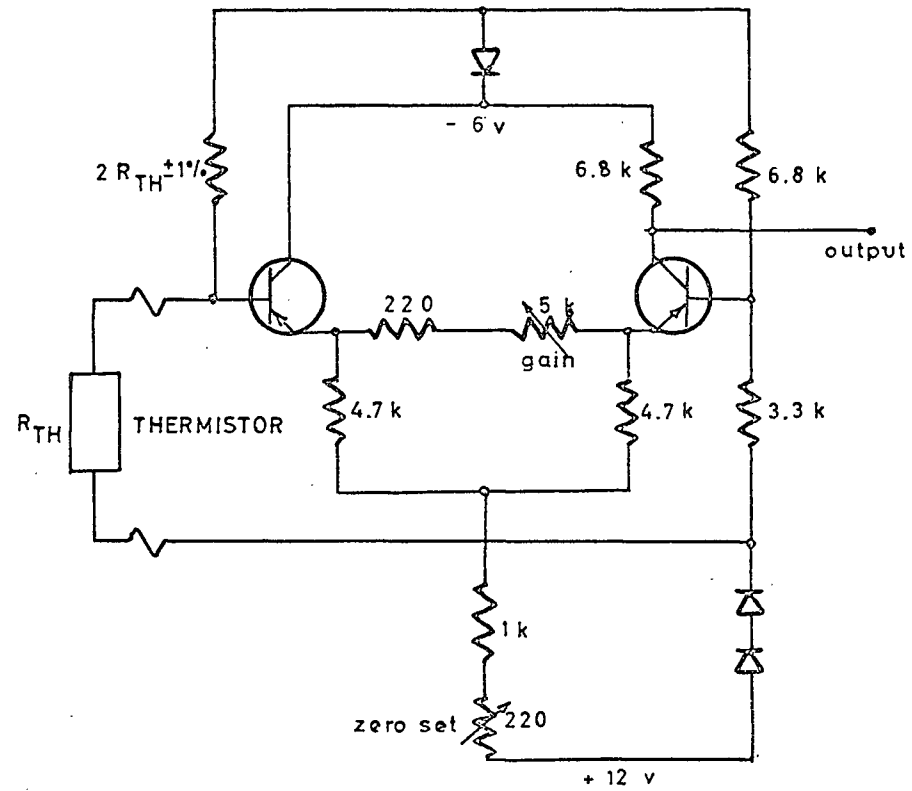 - 6 v
2 R TH ±1%
6.8 k
6.8 k
output
220
5 k
gain
R TH
THERMISTOR
4.7 k
4.7 k
3.3 k
1 k
zero set
220
+ 12 v